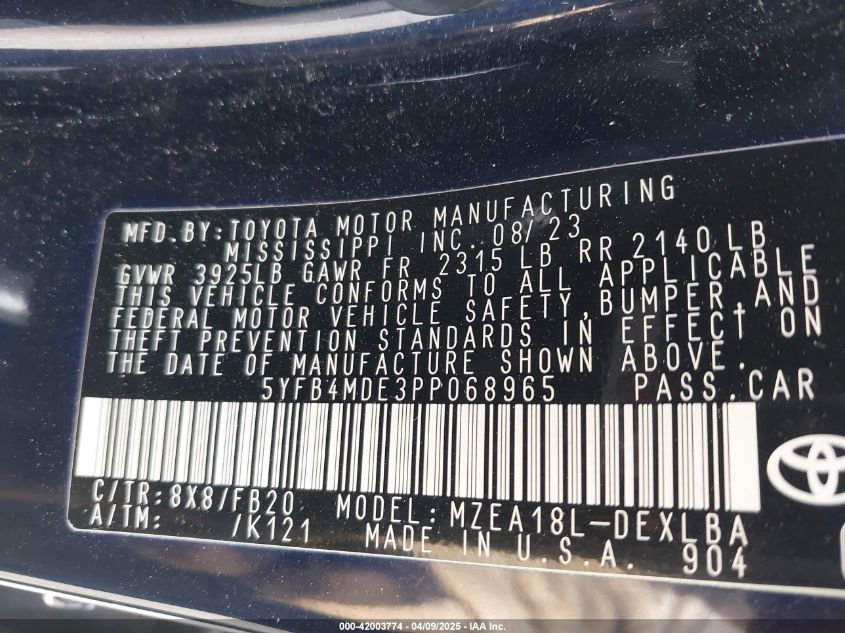 MFD.BY:TOYOTA MOTOR MANUFACTURING
MISSISSIPPI INC. 08/23
GVWR 3925LB GAWR FR 2315 LB RR 2140 LB
THIS VEHICLE CONFORMS TO ALL APPLICABLE
FEDERAL MOTOR VEHICLE SAFETY,BUMPER,AND
THEFT PREVENTION STANDARDS IN EFFECT ON
THE DATE OF MANUFACTURE SHOWN ABOVE.
5YFB4MDE3PP068965 PASS.CAR
C/TR:8X8/FB20 MODEL:MZEA18L-DEXLBA
A/TM: /K121 MADE IN U.S.A. 904
000-42003774 | 04/09/2025 - IAA Inc.